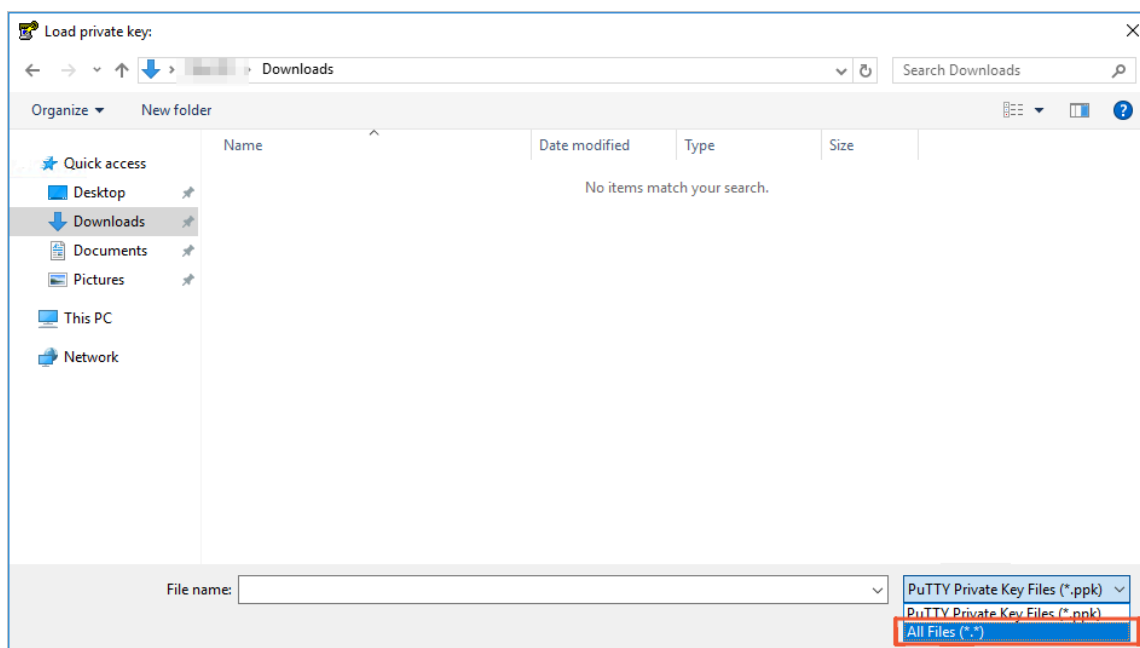 Load private key:
Downloads
Search Downloads
Organize
New folder
Name
Date modified
Type
Size
Quick access
No items match your search.
Desktop
Downloads
Documents
Pictures
This PC
Network
File name:
PuTTY Private Key Files (*.ppk)
PuTTY Private Key Files (*.ppk)
All Files (*.*)